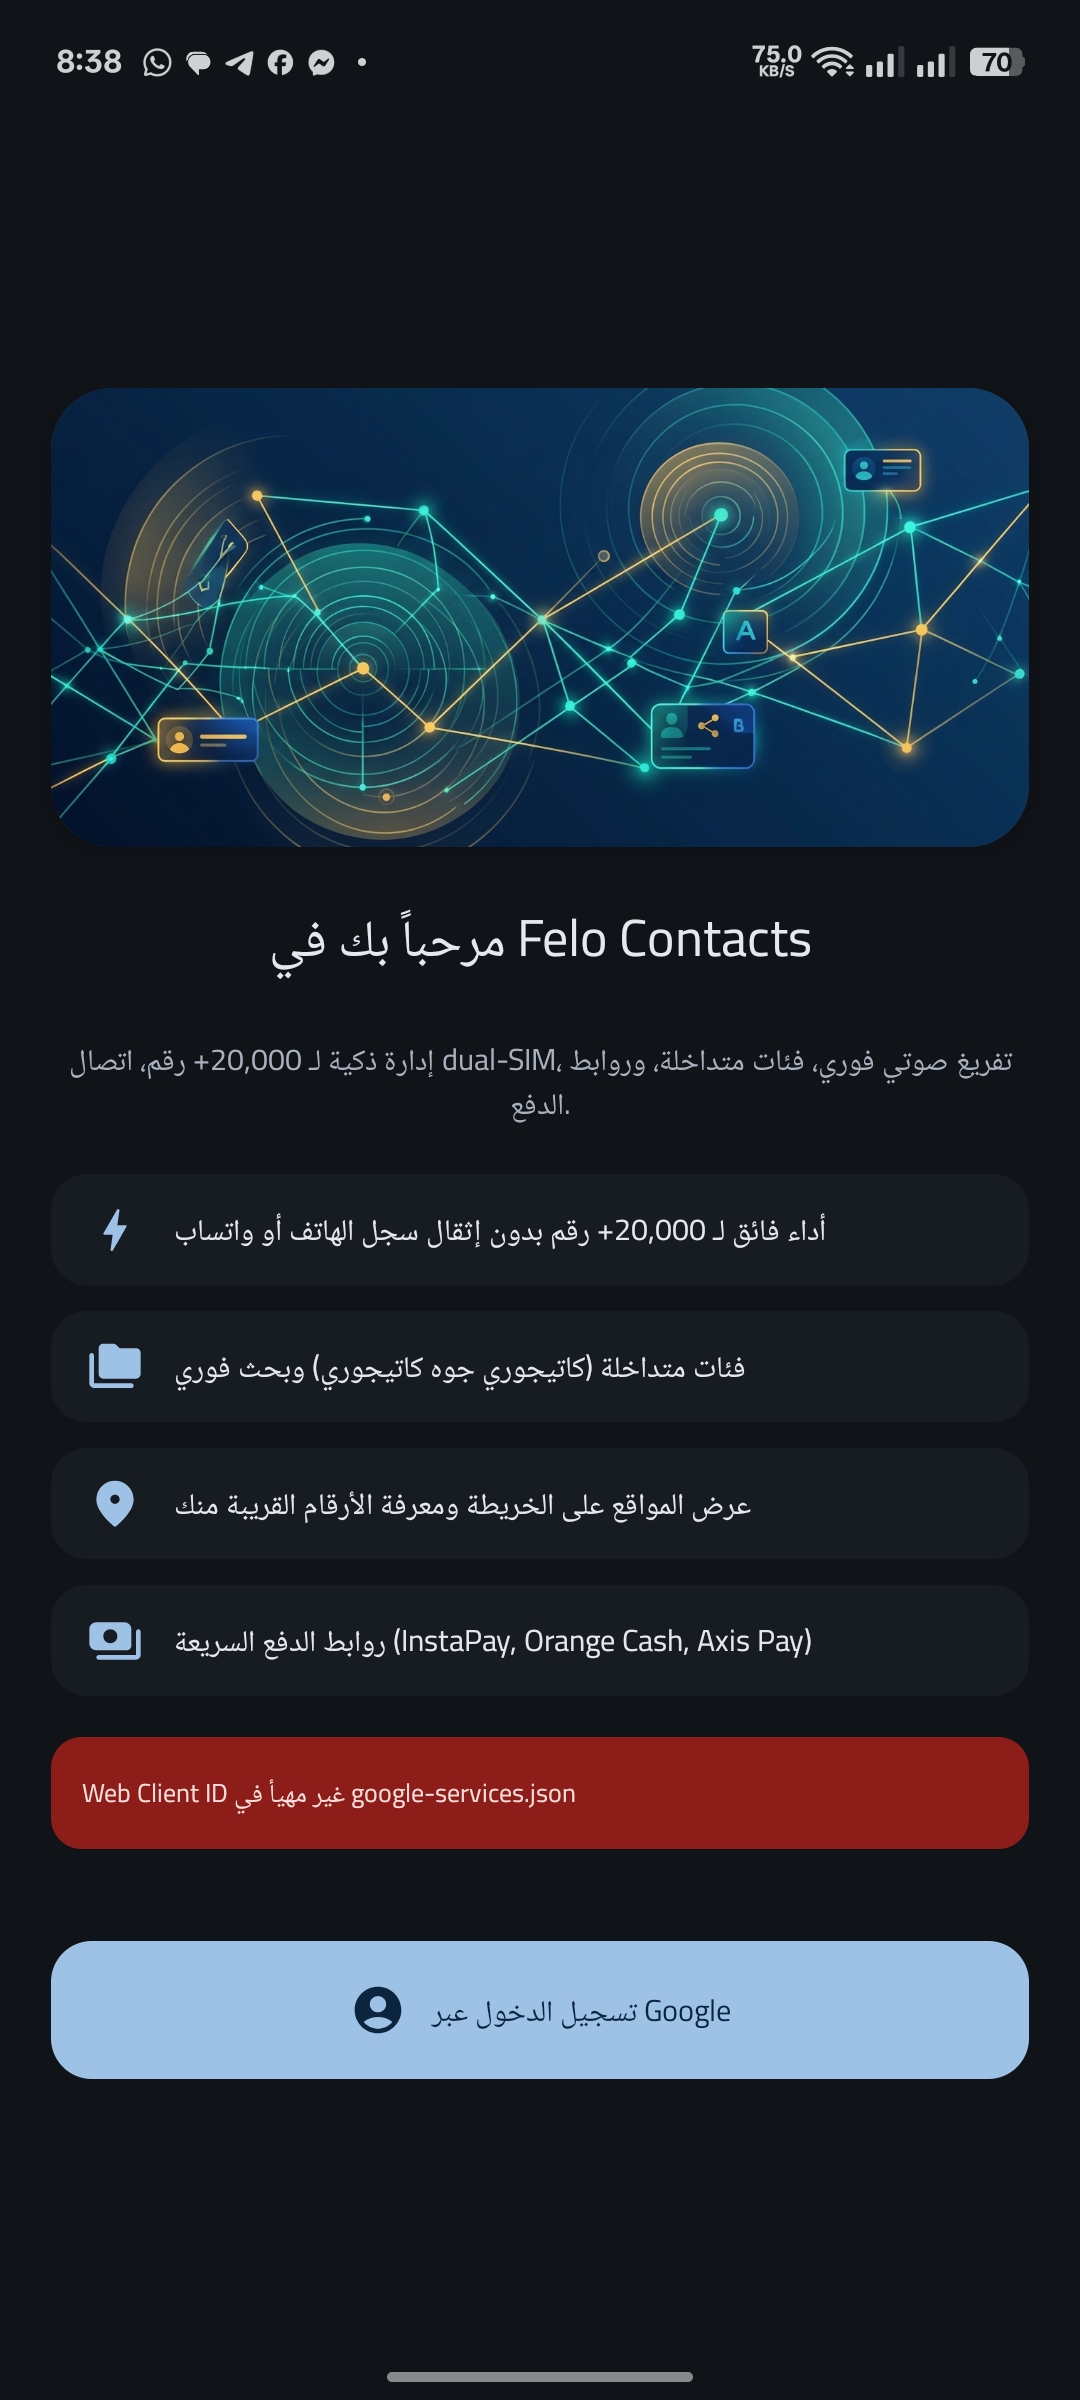 8:38
75.0
KB/S
70
A
B
مرحباً بك في Felo Contacts
إدارة ذكية لـ 20,000+ رقم، اتصال dual-SIM، تفريغ صوتي فوري، فئات متداخلة، وروابط
الدفع.
أداء فائق لـ 20,000+ رقم بدون إثقال سجل الهاتف أو واتساب
فئات متداخلة (كاتيجوري جوه كاتيجوري) وبحث فوري
عرض المواقع على الخريطة ومعرفة الأرقام القريبة منك
روابط الدفع السريعة (InstaPay, Orange Cash, Axis Pay)
Web Client ID غير مهيأ في google-services.json
تسجيل الدخول عبر Google